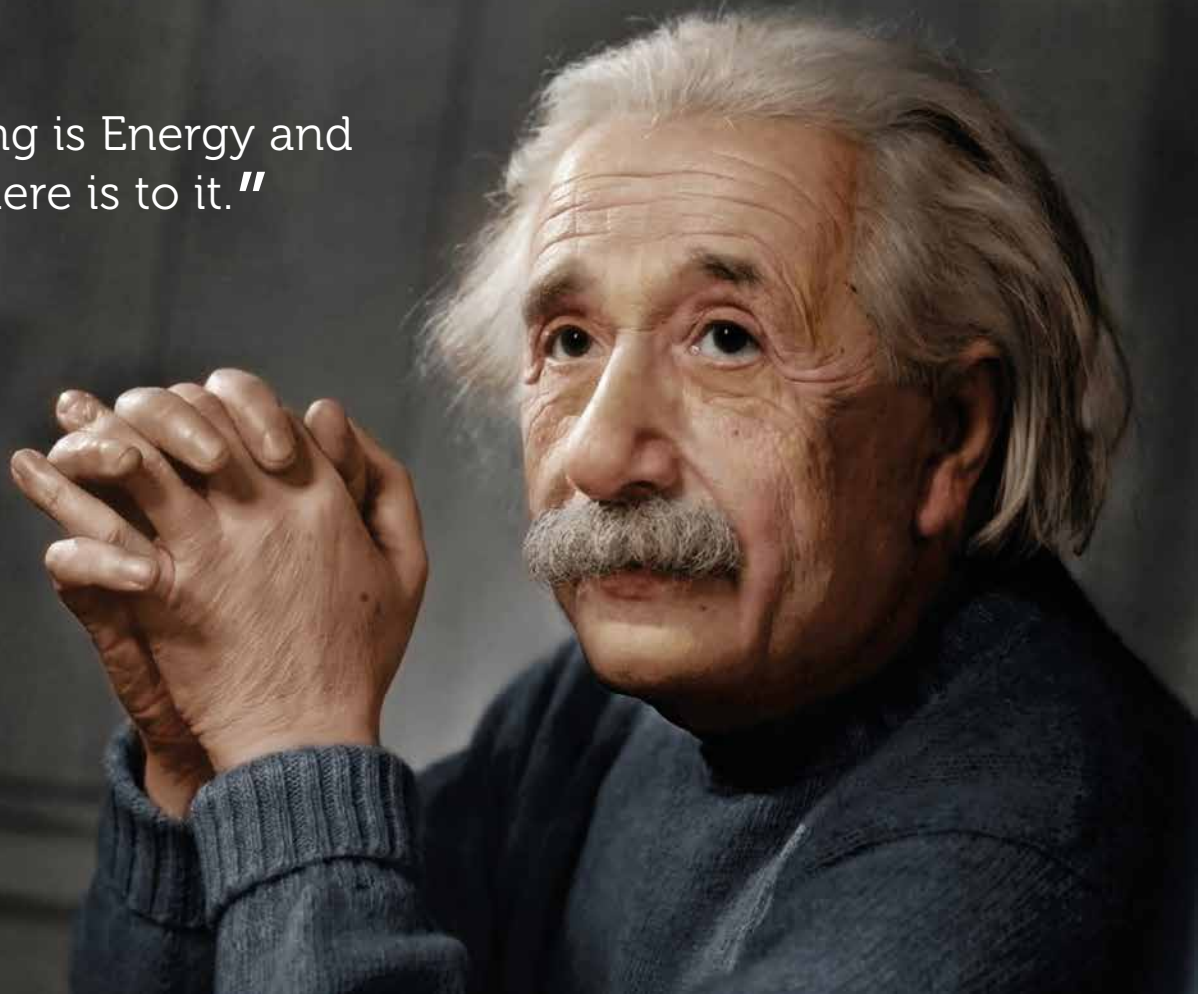 ng is Energy and
ere is to it."